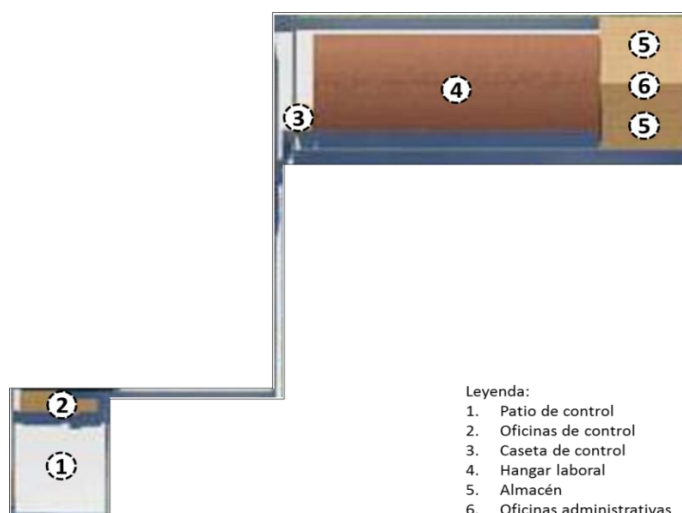 5
6
5
4
3
2
1
Leyenda:
1. Patio de control
2. Oficinas de control
3. Caseta de control
4. Hangar laboral
5. Almacén
6. Oficinas administrativas